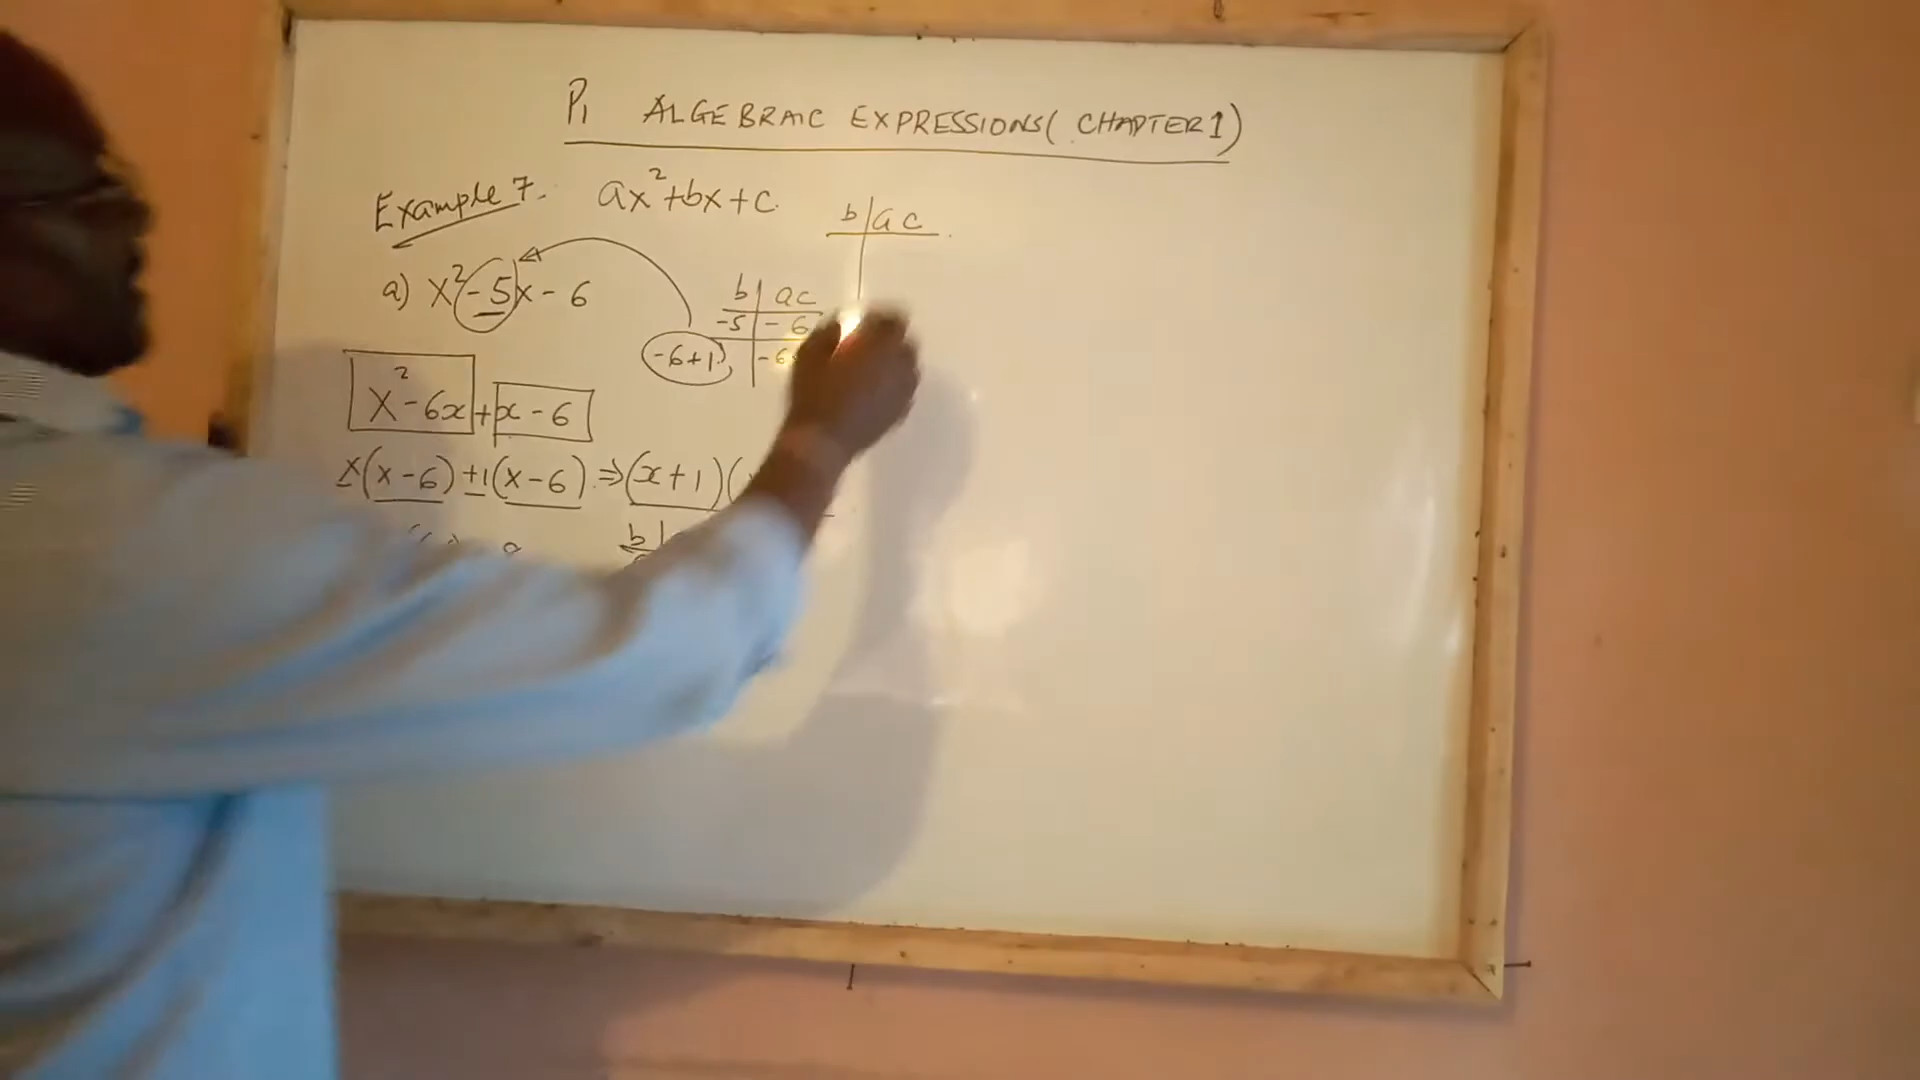 P1 ALGEBRAIC EXPRESSIONS( CHAPTER 1)
Example 7. ax²+bx+c.
b | ac
a) x² - 5x - 6
b | ac
-5 | - 6
-6+1 | -6
x² - 6x + x - 6
x(x - 6) +1(x - 6) ⇒ (x + 1)(
b